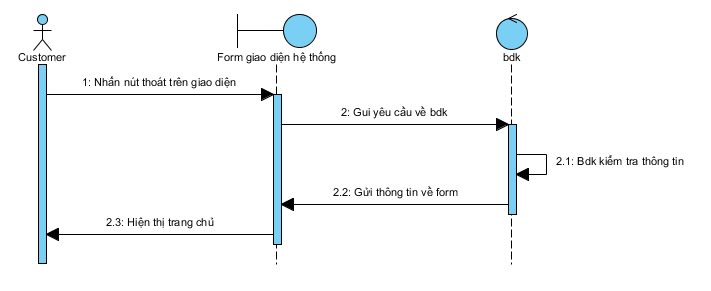 Customer
Form giao diện hệ thống
bdk
1: Nhấn nút thoát trên giao diện
2: Gui yêu cầu về bdk
2.1: Bdk kiểm tra thông tin
2.2: Gửi thông tin về form
2.3: Hiện thị trang chủ